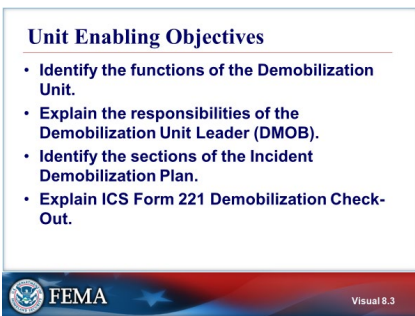 Unit Enabling Objectives
• Identify the functions of the Demobilization
Unit.
• Explain the responsibilities of the
Demobilization Unit Leader (DMOB).
• Identify the sections of the Incident
Demobilization Plan.
• Explain ICS Form 221 Demobilization Check-
Out.
FEMA
Visual 8.3